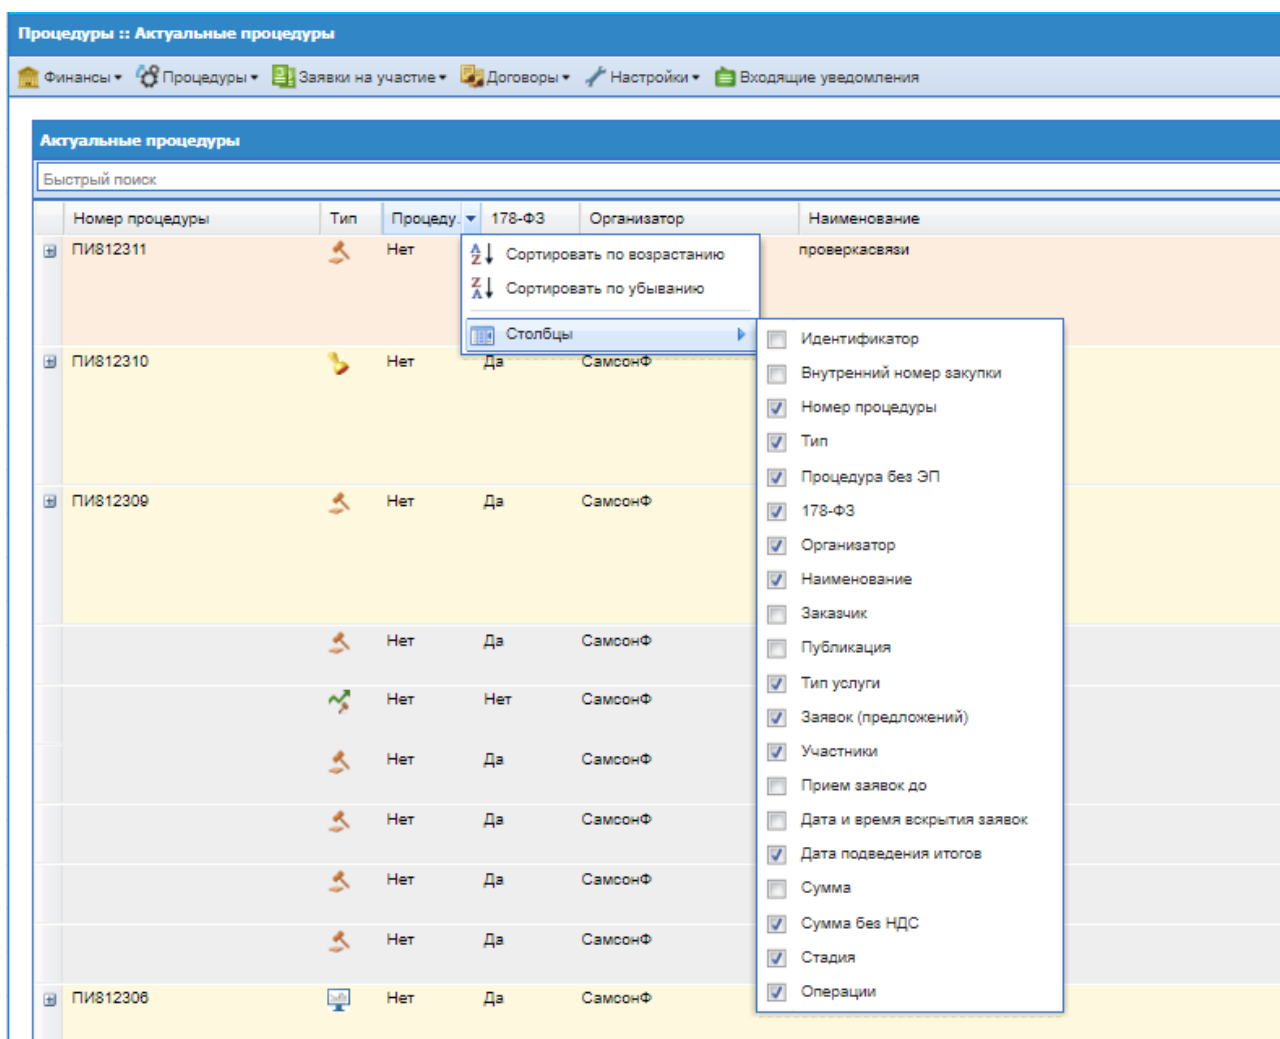 Процедуры :: Актуальные процедуры
Финансы Процедуры Заявки на участие Договоры Настройки Входящие уведомления
Актуальные процедуры
Быстрый поиск
Номер процедуры Тип Процеду. 178-ФЗ Организатор Наименование
ПИ812311 Нет проверкасвязи
Сортировать по возрастанию
Сортировать по убыванию
Столбцы
ПИ812310 Нет Да СамсонФ
ПИ812309 Нет Да СамсонФ
Нет Да СамсонФ
Нет Нет СамсонФ
Нет Да СамсонФ
Нет Да СамсонФ
Нет Да СамсонФ
Нет Да СамсонФ
ПИ812306 Нет Да СамсонФ
Идентификатор
Внутренний номер закупки
Номер процедуры
Тип
Процедура без ЭП
178-ФЗ
Организатор
Наименование
Заказчик
Публикация
Тип услуги
Заявок (предложений)
Участники
Прием заявок до
Дата и время вскрытия заявок
Дата подведения итогов
Сумма
Сумма без НДС
Стадия
Операции